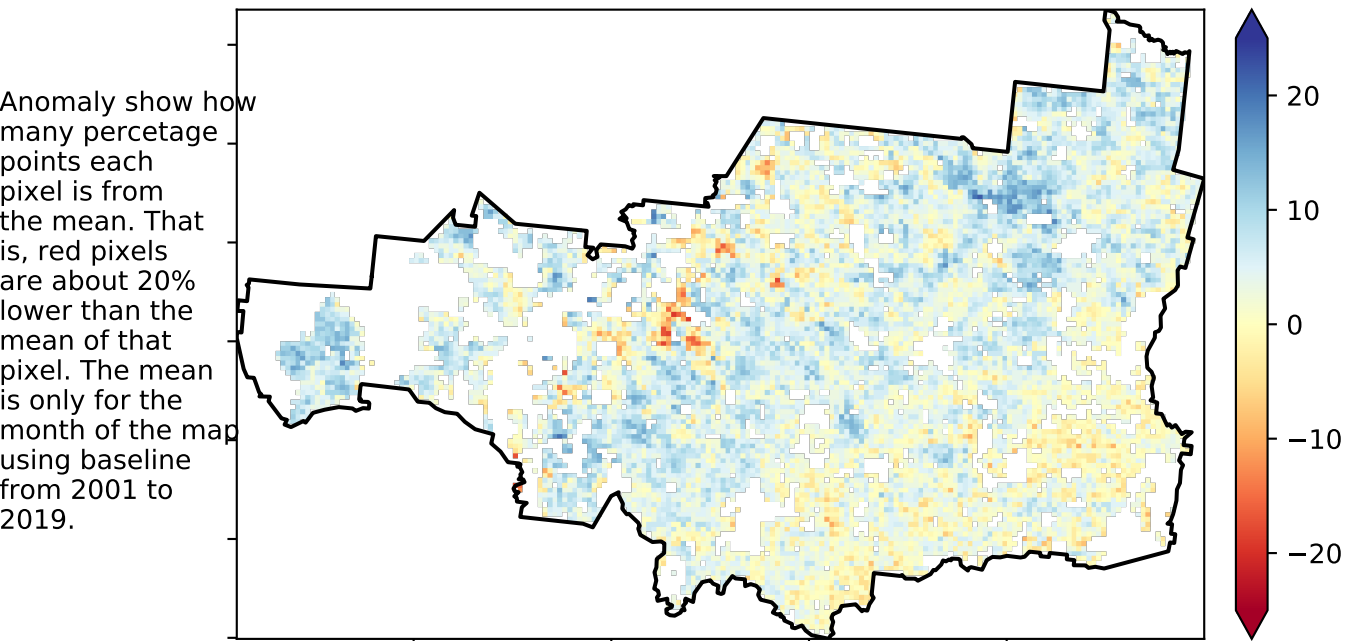 Anomaly show how
many percetage
points each
pixel is from
the mean. That
is, red pixels
are about 20%
lower than the
mean of that
pixel. The mean
is only for the
month of the map
using baseline
from 2001 to
2019.
20
10
0
−10
−20